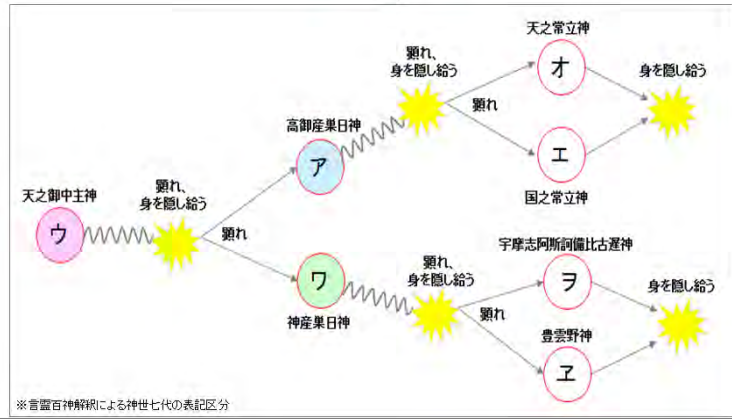 天之御中主神
ウ
顕れ、
身を隠し給う
顕れ
高御産巣日神
ア
ワ
神産巣日神
顕れ、
身を隠し給う
顕れ
天之常立神
オ
エ
国之常立神
身を隠し給う
顕れ、
身を隠し給う
顕れ
宇摩志阿斯訶備比古遅神
ヲ
豊雲野神
ヱ
身を隠し給う
※言霊百神解釈による神世七代の表記区分